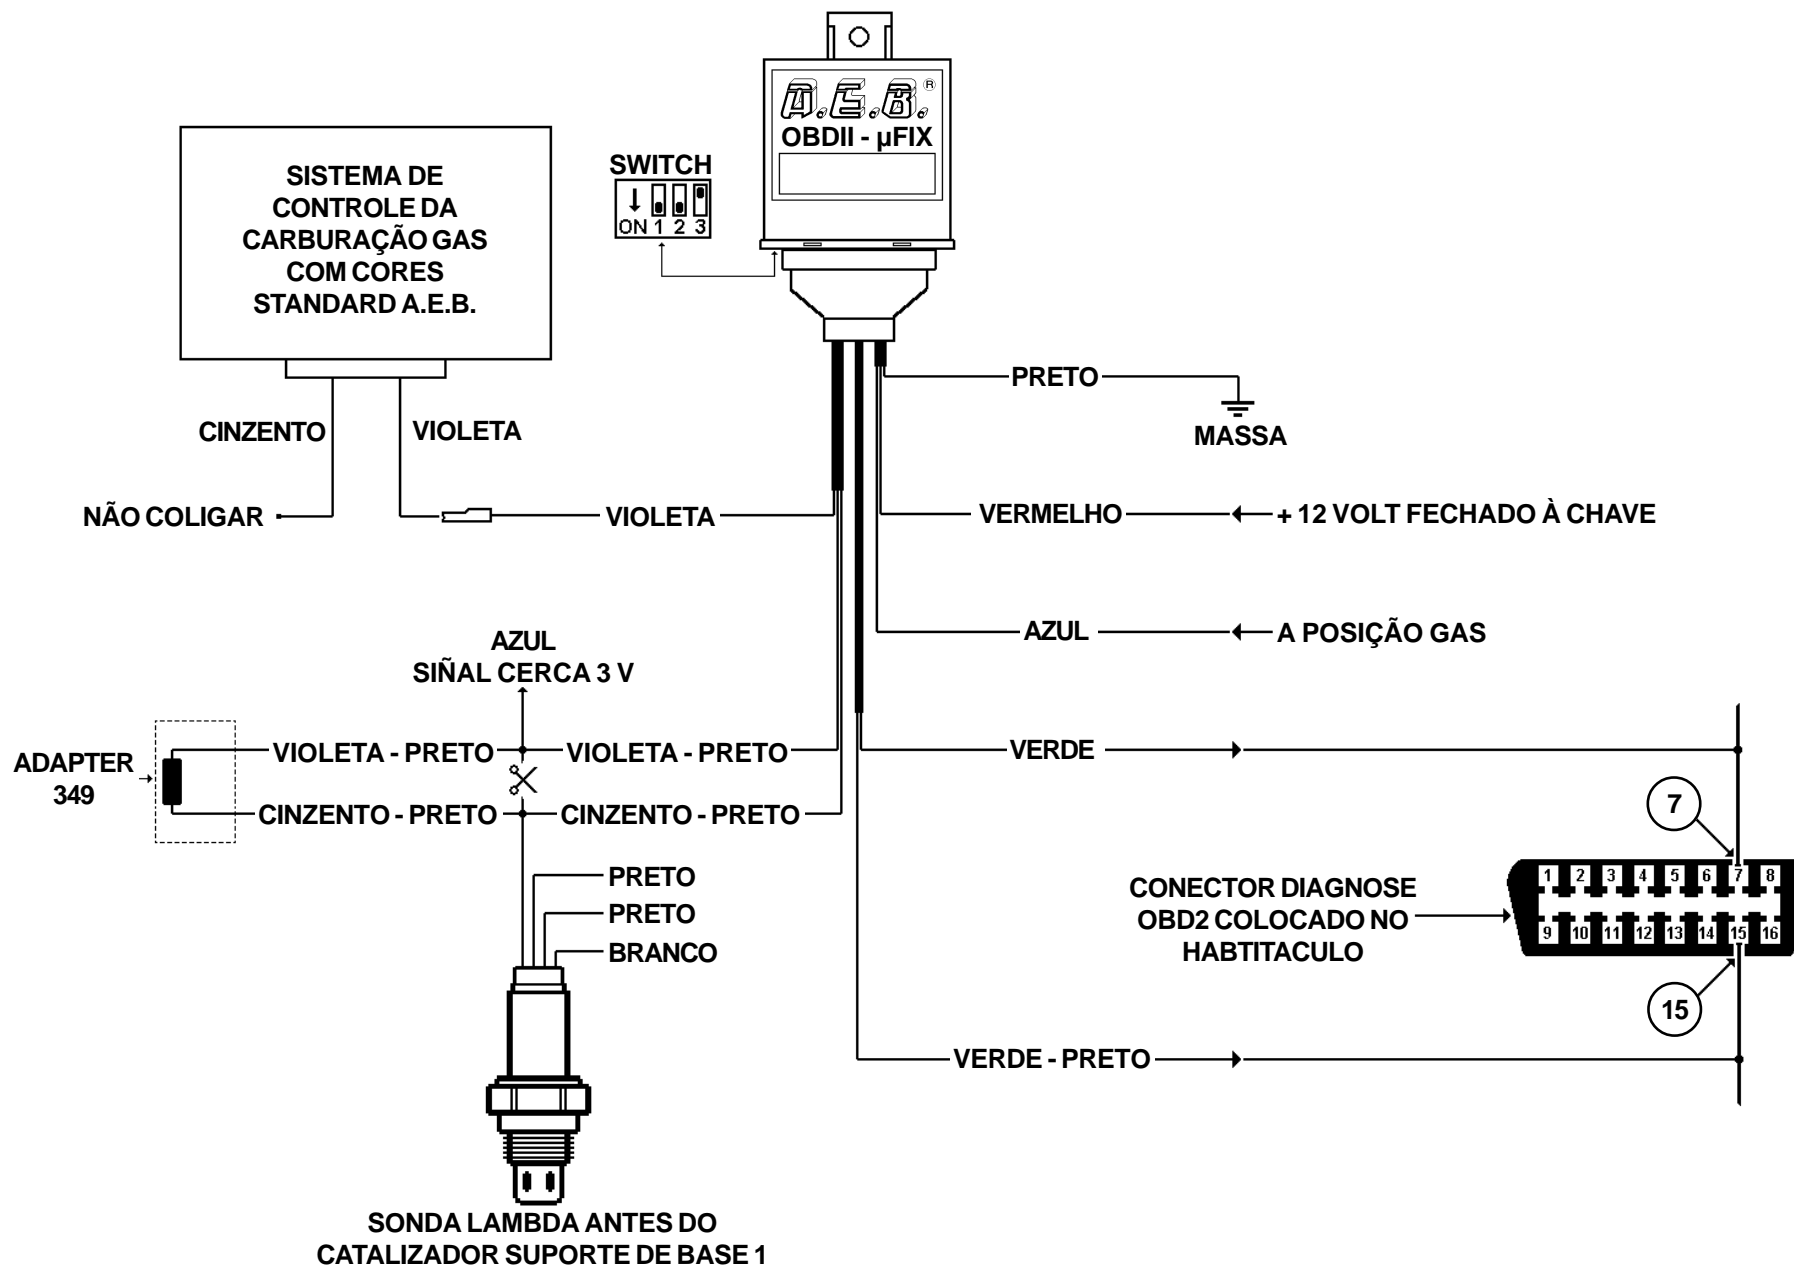 A.E.B.®
OBDII - µFIX
SWITCH
ON 1 2 3
SISTEMA DE
CONTROLE DA
CARBURAÇÃO GAS
COM CORES
STANDARD A.E.B.
CINZENTO
VIOLETA
NÃO COLIGAR
VIOLETA
PRETO
MASSA
VERMELHO
+ 12 VOLT FECHADO À CHAVE
AZUL
A POSIÇÃO GAS
AZUL
SIÑAL CERCA 3 V
ADAPTER
349
VIOLETA - PRETO
VIOLETA - PRETO
CINZENTO - PRETO
CINZENTO - PRETO
VERDE
7
CONECTOR DIAGNOSE
OBD2 COLOCADO NO
HABTITACULO
1 2 3 4 5 6 7 8
9 10 11 12 13 14 15 16
15
VERDE - PRETO
PRETO
PRETO
BRANCO
SONDA LAMBDA ANTES DO
CATALIZADOR SUPORTE DE BASE 1